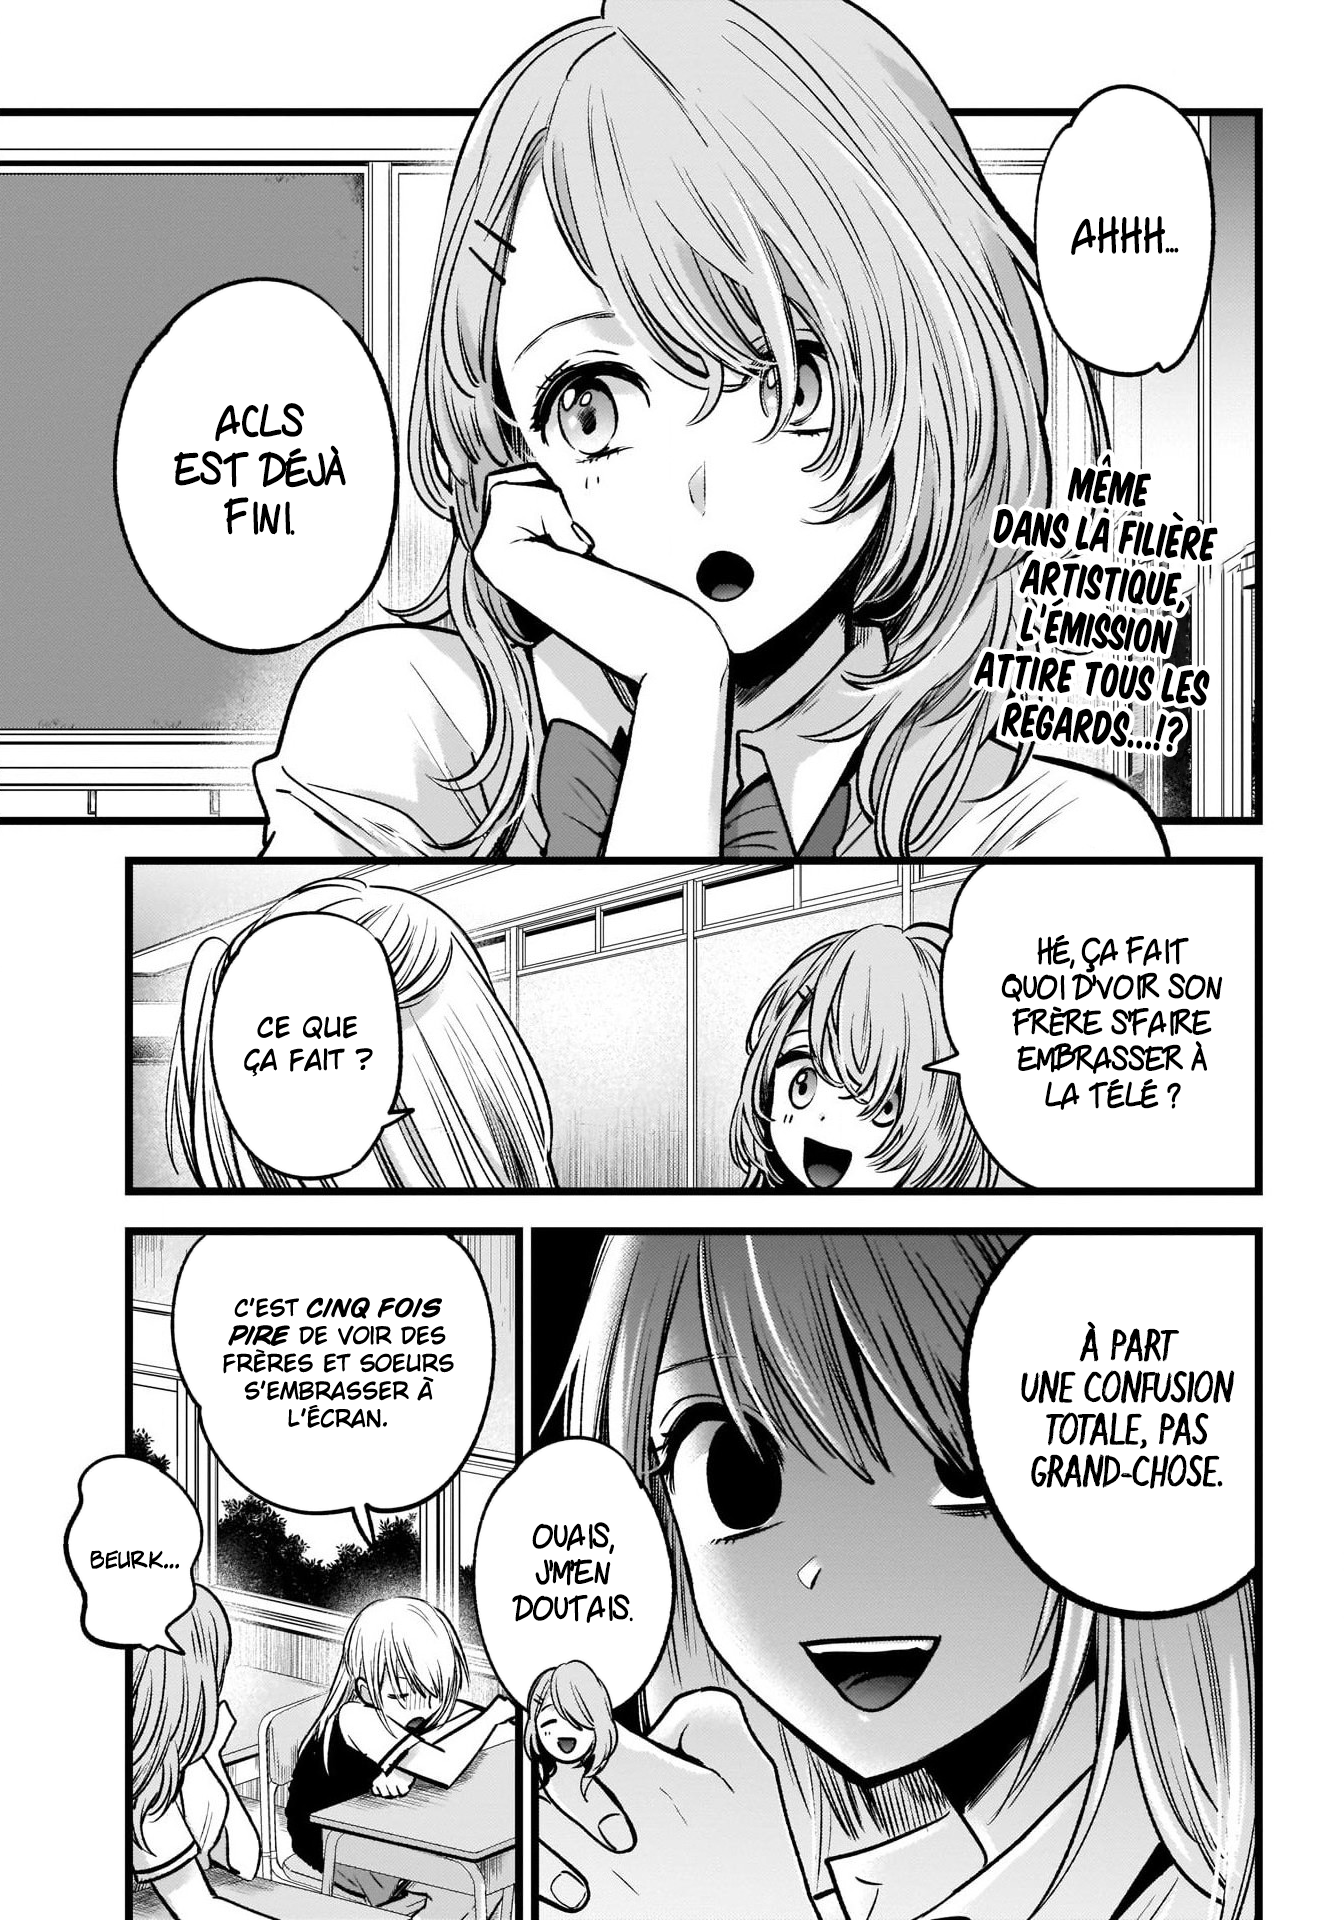 AHHH...
MÊME
DANS LA FILIÈRE
ARTISTIQUE,
L'ÉMISSION
ATTIRE TOUS LES
REGARDS...!?
ACLS
EST DÉJÀ
FINI.
HÉ, ÇA FAIT
QUOI D'VOIR SON
FRÈRE S'FAIRE
EMBRASSER À
LA TÉLÉ ?
CE QUE
ÇA FAIT ?
À PART
UNE CONFUSION
TOTALE, PAS
GRAND-CHOSE.
OUAIS,
J'M'EN
DOUTAIS.
C'EST CINQ FOIS
PIRE DE VOIR DES
FRÈRES ET SOEURS
S'EMBRASSER À
L'ÉCRAN.
BEURK...